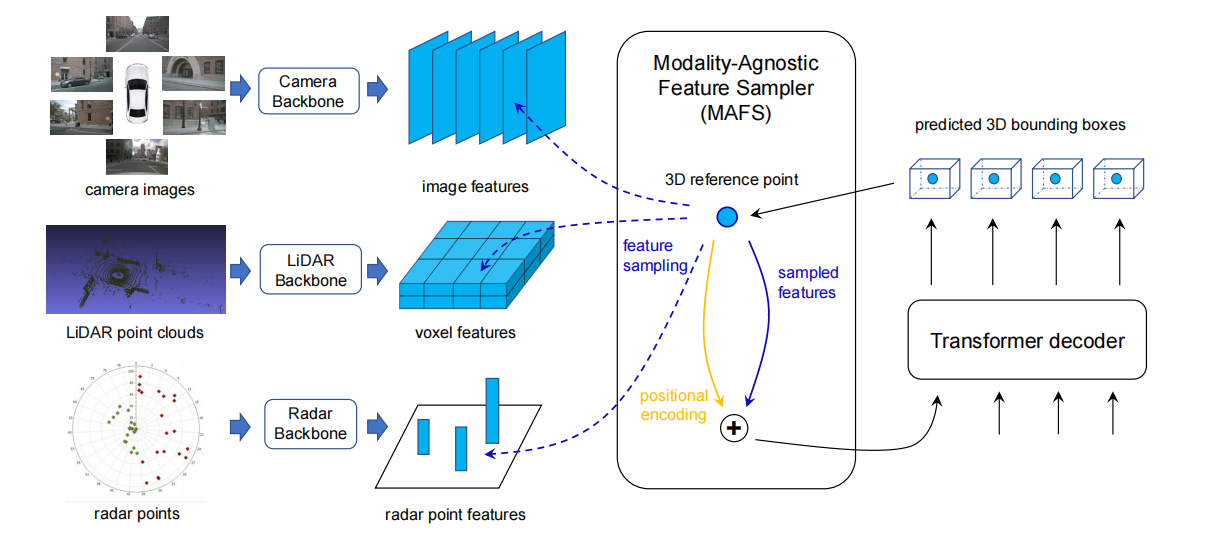 camera images
Camera
Backbone
image features
LiDAR point clouds
LiDAR
Backbone
voxel features
radar points
Radar
Backbone
radar point features
Modality-Agnostic
Feature Sampler
(MAFS)
3D reference point
feature
sampling
sampled
features
positional
encoding
+
predicted 3D bounding boxes
Transformer decoder